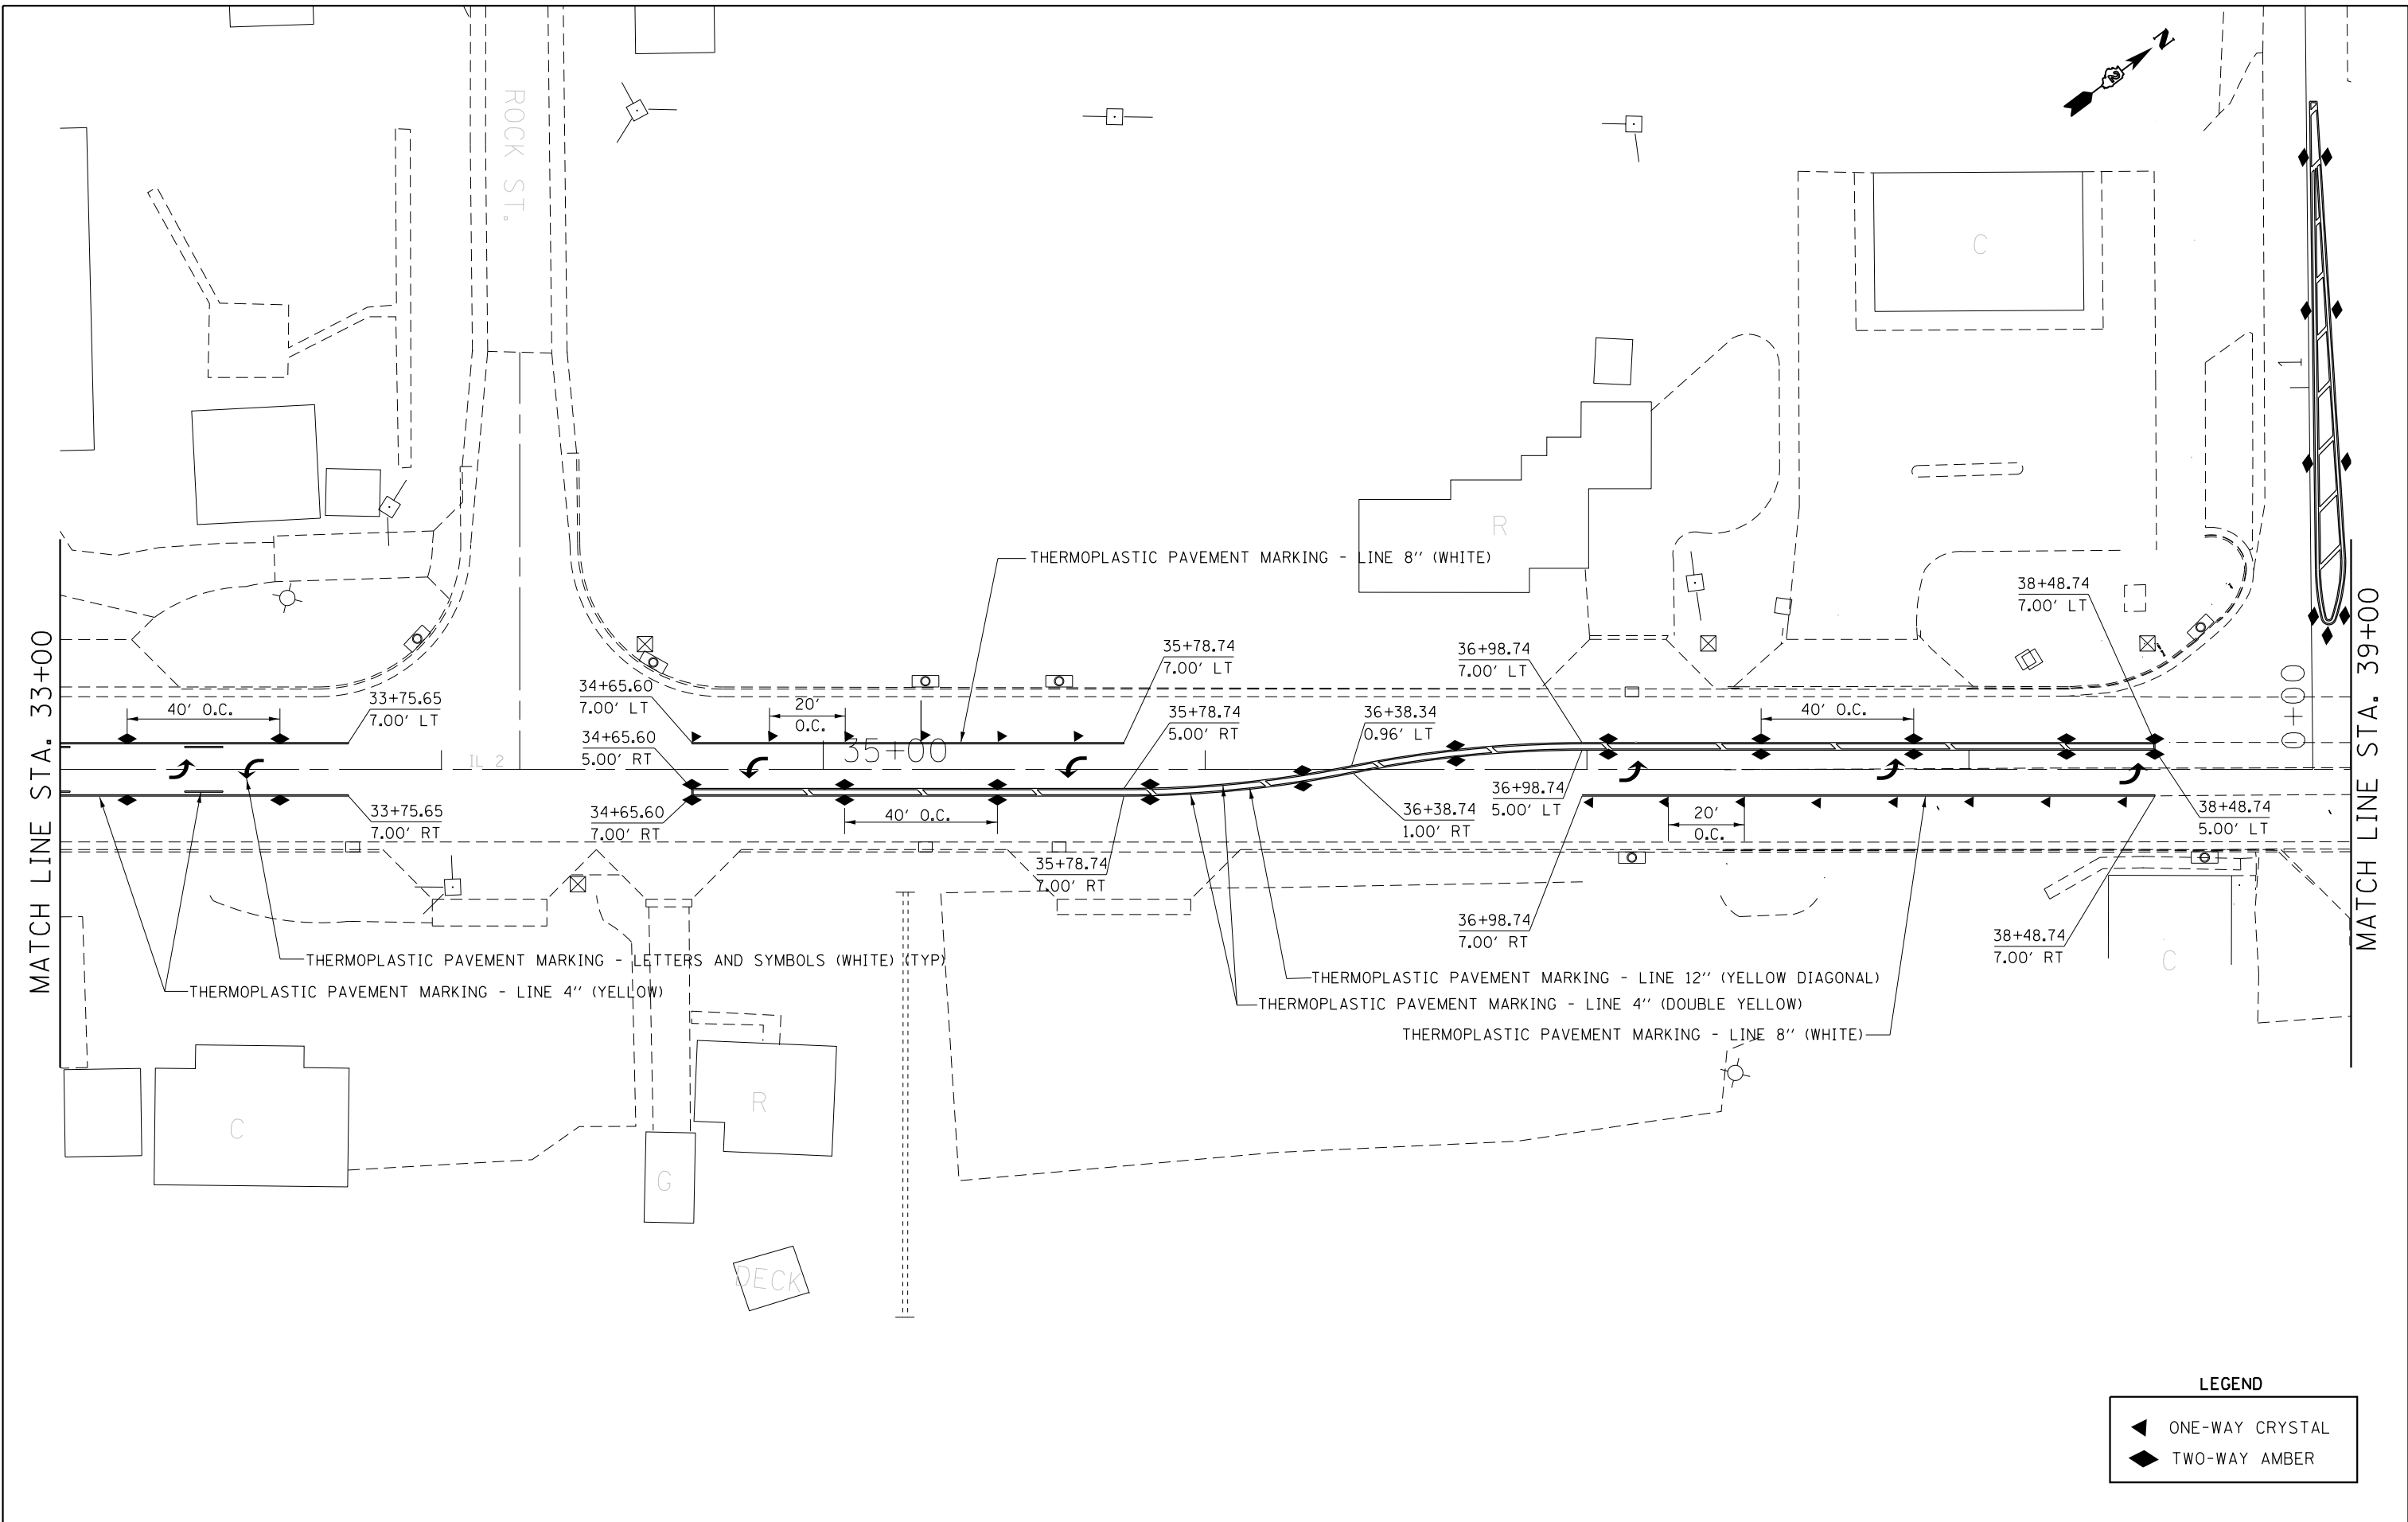 N
R2
ROCK ST.
C
1
R
THERMOPLASTIC PAVEMENT MARKING - LINE 8" (WHITE)
38+48.74
7.00' LT
MATCH LINE STA. 33+00
MATCH LINE STA. 39+00
35+78.74
7.00' LT
36+98.74
7.00' LT
34+65.60
7.00' LT
33+75.65
7.00' LT
40' O.C.
20'
O.C.
35+78.74
5.00' RT
36+38.34
0.96' LT
40' O.C.
0+00
34+65.60
5.00' RT
35+00
IL 2
36+98.74
5.00' LT
33+75.65
7.00' RT
34+65.60
7.00' RT
40' O.C.
36+38.74
1.00' RT
20'
O.C.
38+48.74
5.00' LT
35+78.74
7.00' RT
36+98.74
7.00' RT
38+48.74
7.00' RT
C
THERMOPLASTIC PAVEMENT MARKING - LETTERS AND SYMBOLS (WHITE) (TYP)
THERMOPLASTIC PAVEMENT MARKING - LINE 12" (YELLOW DIAGONAL)
THERMOPLASTIC PAVEMENT MARKING - LINE 4" (YELLOW)
THERMOPLASTIC PAVEMENT MARKING - LINE 4" (DOUBLE YELLOW)
THERMOPLASTIC PAVEMENT MARKING - LINE 8" (WHITE)
R
C
G
DECK
LEGEND
ONE-WAY CRYSTAL
TWO-WAY AMBER